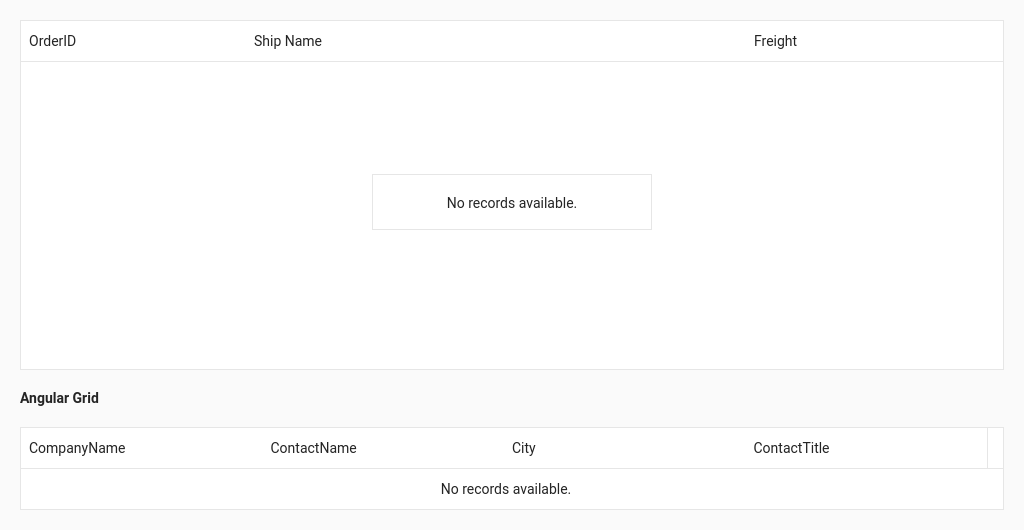 OrderID Ship Name Freight
No records available.
Angular Grid
CompanyName ContactName City ContactTitle
No records available.